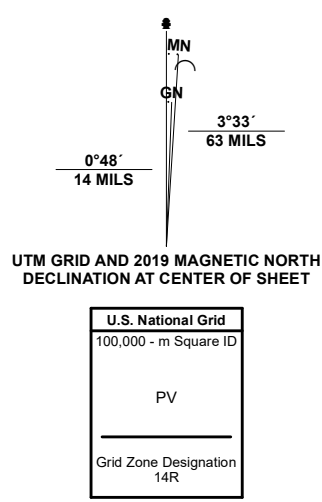 MN
GN
3°33´
63 MILS
0°48´
14 MILS
UTM GRID AND 2019 MAGNETIC NORTH
DECLINATION AT CENTER OF SHEET
U.S. National Grid
100,000 - m Square ID
PV
Grid Zone Designation
14R